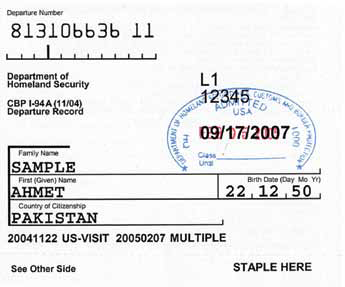 Departure Number
813106636 11
Department of
Homeland Security
CBP I-94A (11/04)
Departure Record
L1
12345
DEPARTMENT OF HOMELAND CUSTOMS AND BORDER PROTECTION
ADMITTED
USA
09/17/2007
Class
Until
Family Name
SAMPLE
First (Given) Name
Birth Date (Day Mo Yr)
AHMET
22,12,50
Country of Citizenship
PAKISTAN
20041122 US-VISIT 20050207 MULTIPLE
See Other Side
STAPLE HERE